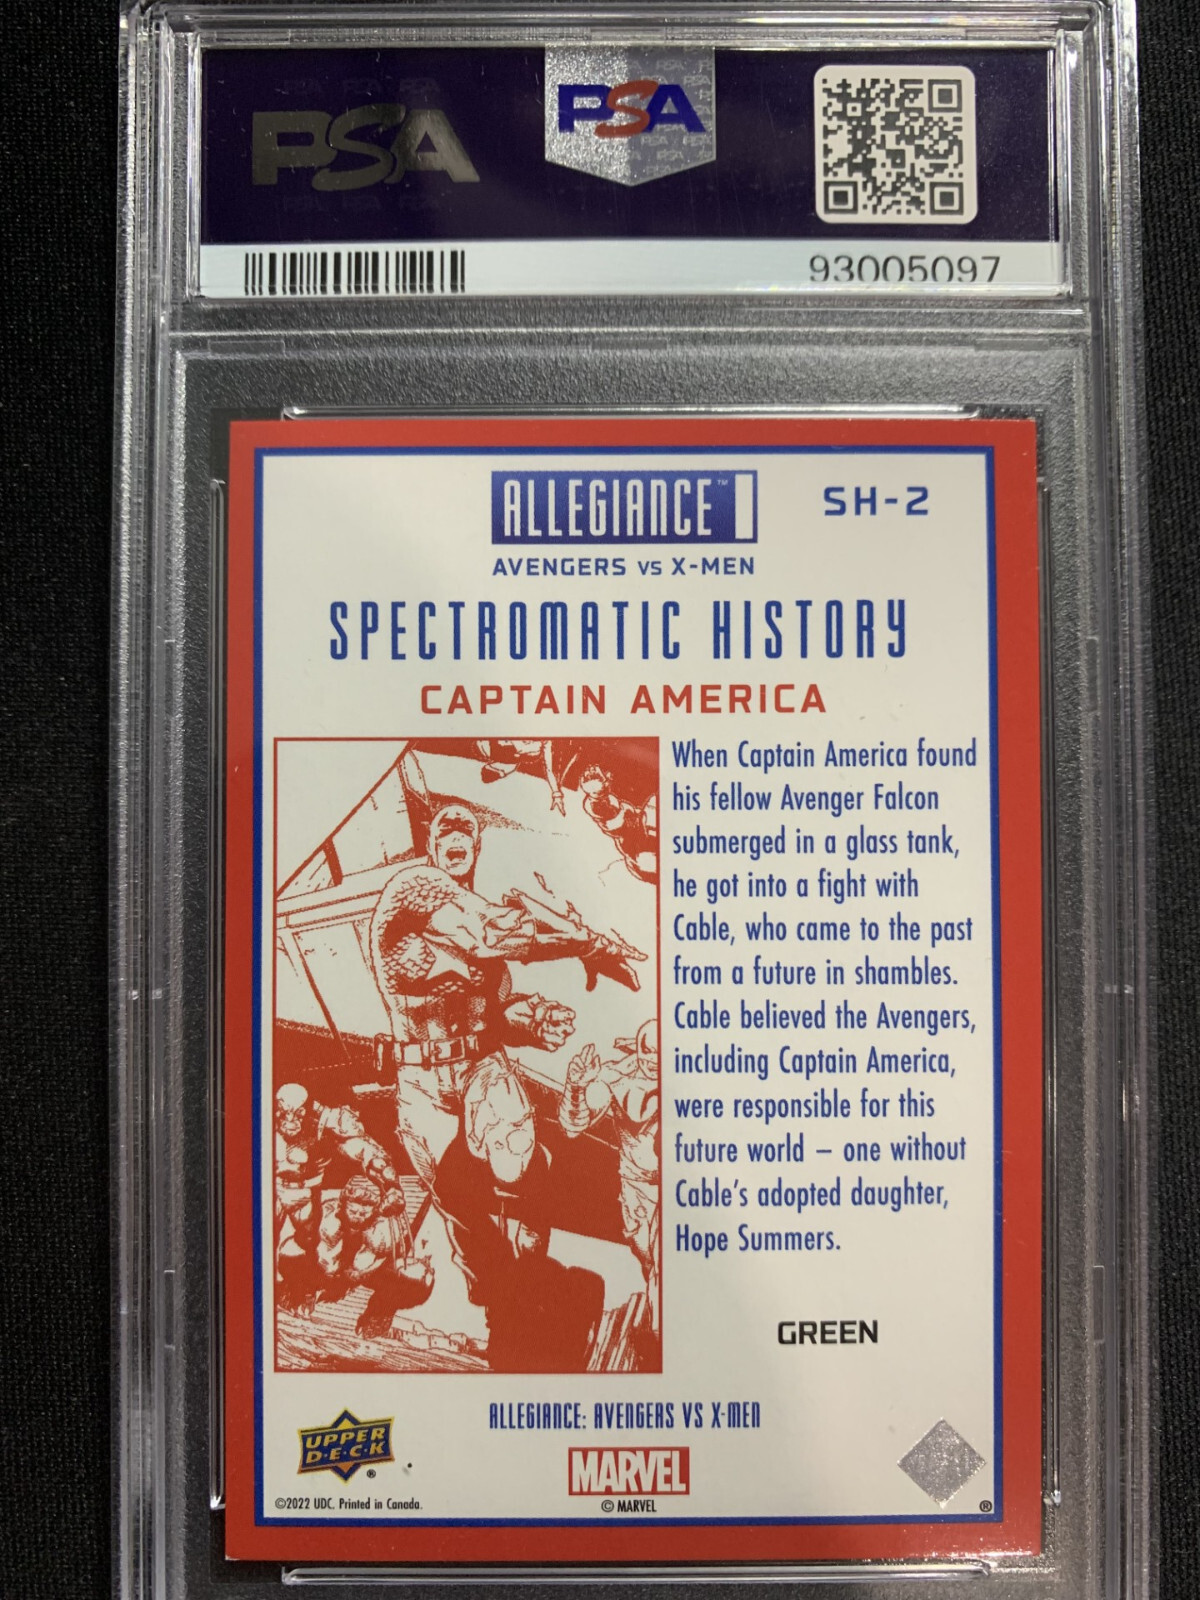 PSA
PSA
93005097
ALLEGIANCE™
SH-2
AVENGERS VS X-MEN
SPECTROMATIC HISTORY
CAPTAIN AMERICA
When Captain America found
his fellow Avenger Falcon
submerged in a glass tank,
he got into a fight with
Cable, who came to the past
from a future in shambles.
Cable believed the Avengers,
including Captain America,
were responsible for this
future world – one without
Cable's adopted daughter,
Hope Summers.
GREEN
ALLEGIANCE: AVENGERS VS X-MEN
UPPER
D·E·C·K
®
MARVEL
©2022 UDC. Printed in Canada.
© MARVEL
®